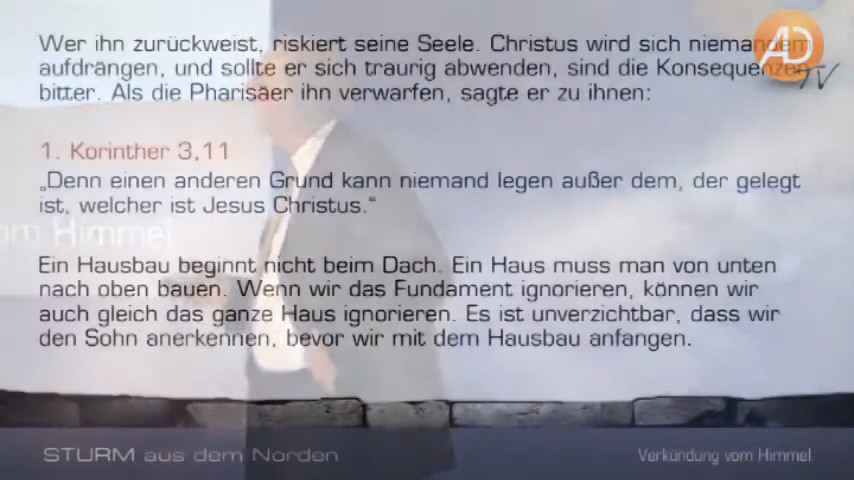 Wer ihn zurückweist, riskiert seine Seele. Christus wird sich niemandem
aufdrängen, und sollte er sich traurig abwenden, sind die Konsequenzen
bitter. Als die Pharisäer ihn verwarfen, sagte er zu ihnen:
AD
TV
1. Korinther 3,11
„Denn einen anderen Grund kann niemand legen außer dem, der gelegt
ist, welcher ist Jesus Christus.“
om Himmel
Ein Hausbau beginnt nicht beim Dach. Ein Haus muss man von unten
nach oben bauen. Wenn wir das Fundament ignorieren, können wir
auch gleich das ganze Haus ignorieren. Es ist unverzichtbar, dass wir
den Sohn anerkennen, bevor wir mit dem Hausbau anfangen.
STURM aus dem Norden
Verkündung vom Himmel